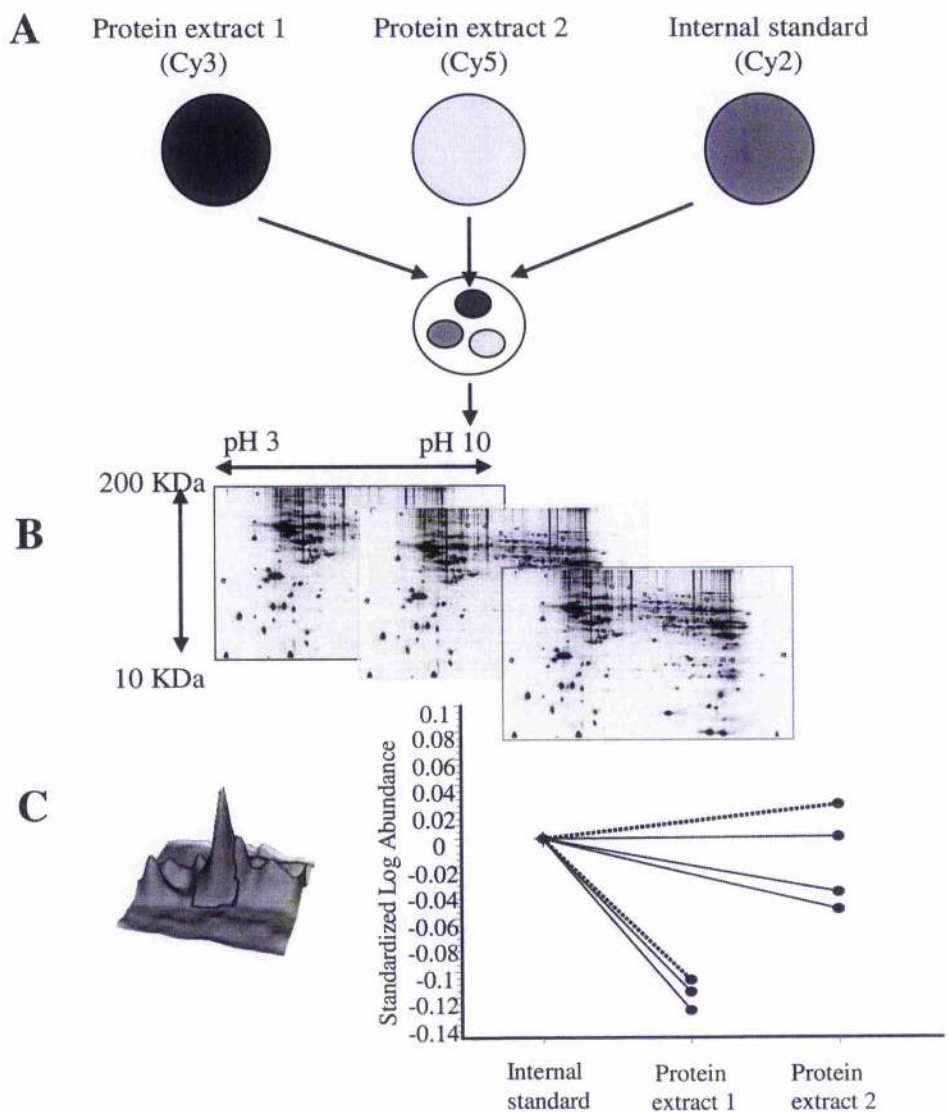 A
Protein extract 1
(Cy3)
Protein extract 2
(Cy5)
Internal standard
(Cy2)
pH 3
pH 10
200 KDa
B
10 KDa
C
Standardized Log Abundance
0.1
0.08
0.06
0.04
0.02
0
-0.02
-0.04
-0.06
-0.08
-0.1
-0.12
-0.14
Internal
standard
Protein
extract 1
Protein
extract 2